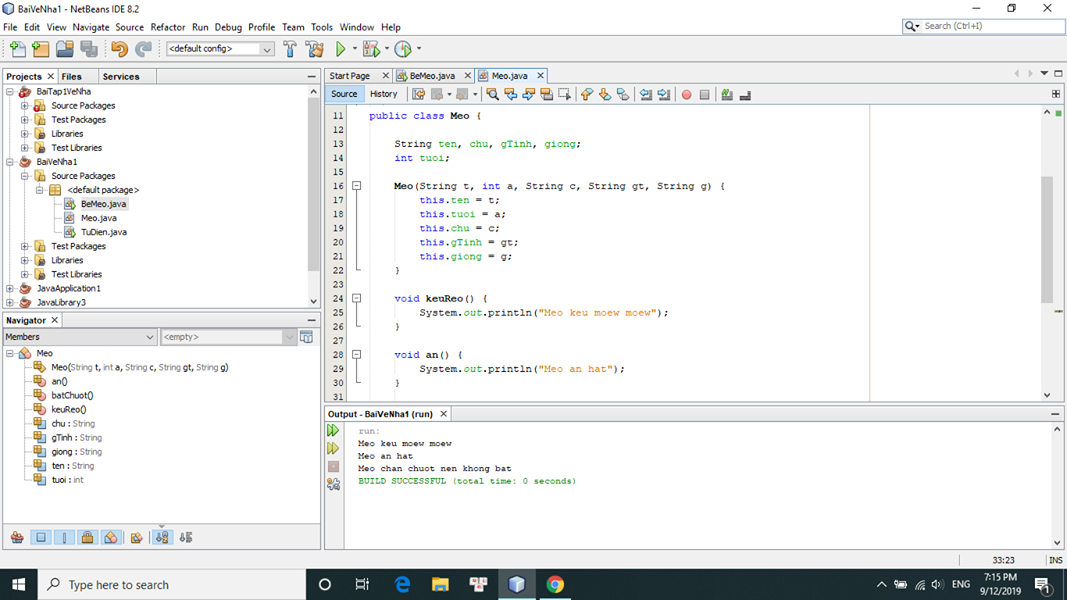 BaiVeNha1 - NetBeans IDE 8.2
File Edit View Navigate Source Refactor Run Debug Profile Team Tools Window Help
Search (Ctrl+I)
<default config>
Projects Files Services
BaiTap1VeNha
Source Packages
Test Packages
Libraries
Test Libraries
BaiVeNha1
Source Packages
<default package>
BeMeo.java
Meo.java
TuDien.java
Test Packages
Libraries
Test Libraries
JavaApplication1
JavaLibrary3
Navigator
Members
<empty>
Meo
Meo(String t, int a, String c, String gt, String g)
an()
batChuot()
keuReo()
chu : String
gTinh : String
giong : String
ten : String
tuoi : int
Start Page BeMeo.java Meo.java
Source History
11 public class Meo {
12
13 String ten, chu, gTinh, giong;
14 int tuoi;
15
16 Meo(String t, int a, String c, String gt, String g) {
17 this.ten = t;
18 this.tuoi = a;
19 this.chu = c;
20 this.gTinh = gt;
21 this.giong = g;
22 }
23
24 void keuReo() {
25 System.out.println("Meo keu moew moew");
26 }
27
28 void an() {
29 System.out.println("Meo an hat");
30 }
31
Output - BaiVeNha1 (run)
run:
Meo keu moew moew
Meo an hat
Meo chan chuot nen khong bat
BUILD SUCCESSFUL (total time: 0 seconds)
33:23 INS
Type here to search
ENG
7:15 PM
9/12/2019
1